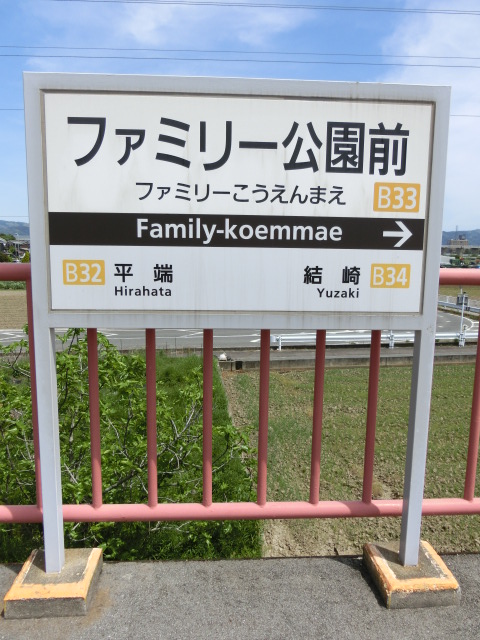 ファミリー公園前
ファミリーこうえんまえ B33
Family-koemmae →
B32 平端 結崎 B34
Hirahata Yuzaki